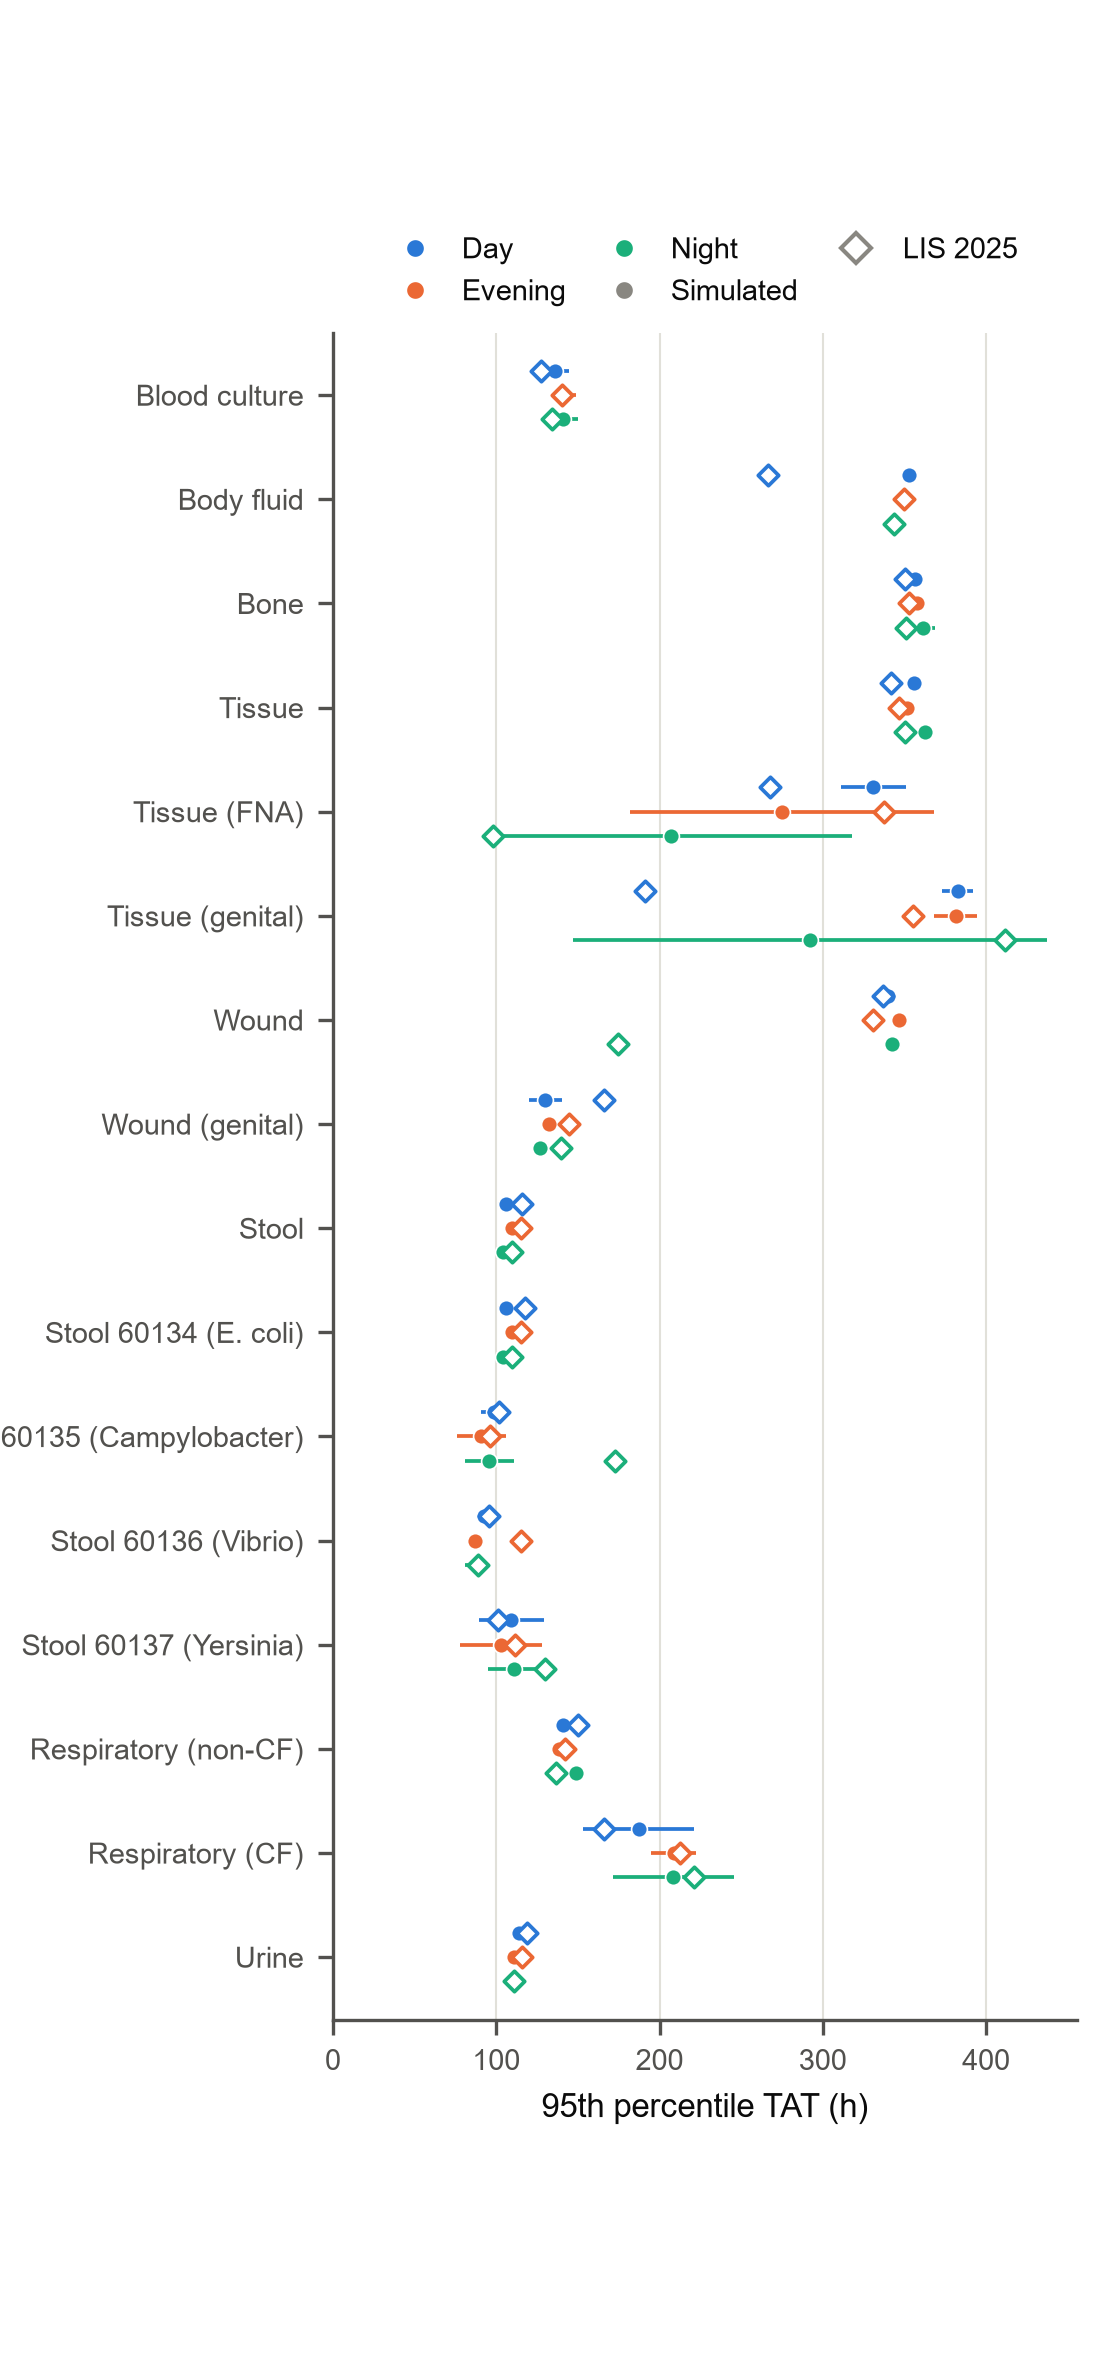 Day Night LIS 2025
Evening Simulated
Blood culture
Body fluid
Bone
Tissue
Tissue (FNA)
Tissue (genital)
Wound
Wound (genital)
Stool
Stool 60134 (E. coli)
60135 (Campylobacter)
Stool 60136 (Vibrio)
Stool 60137 (Yersinia)
Respiratory (non-CF)
Respiratory (CF)
Urine
0 100 200 300 400
95th percentile TAT (h)